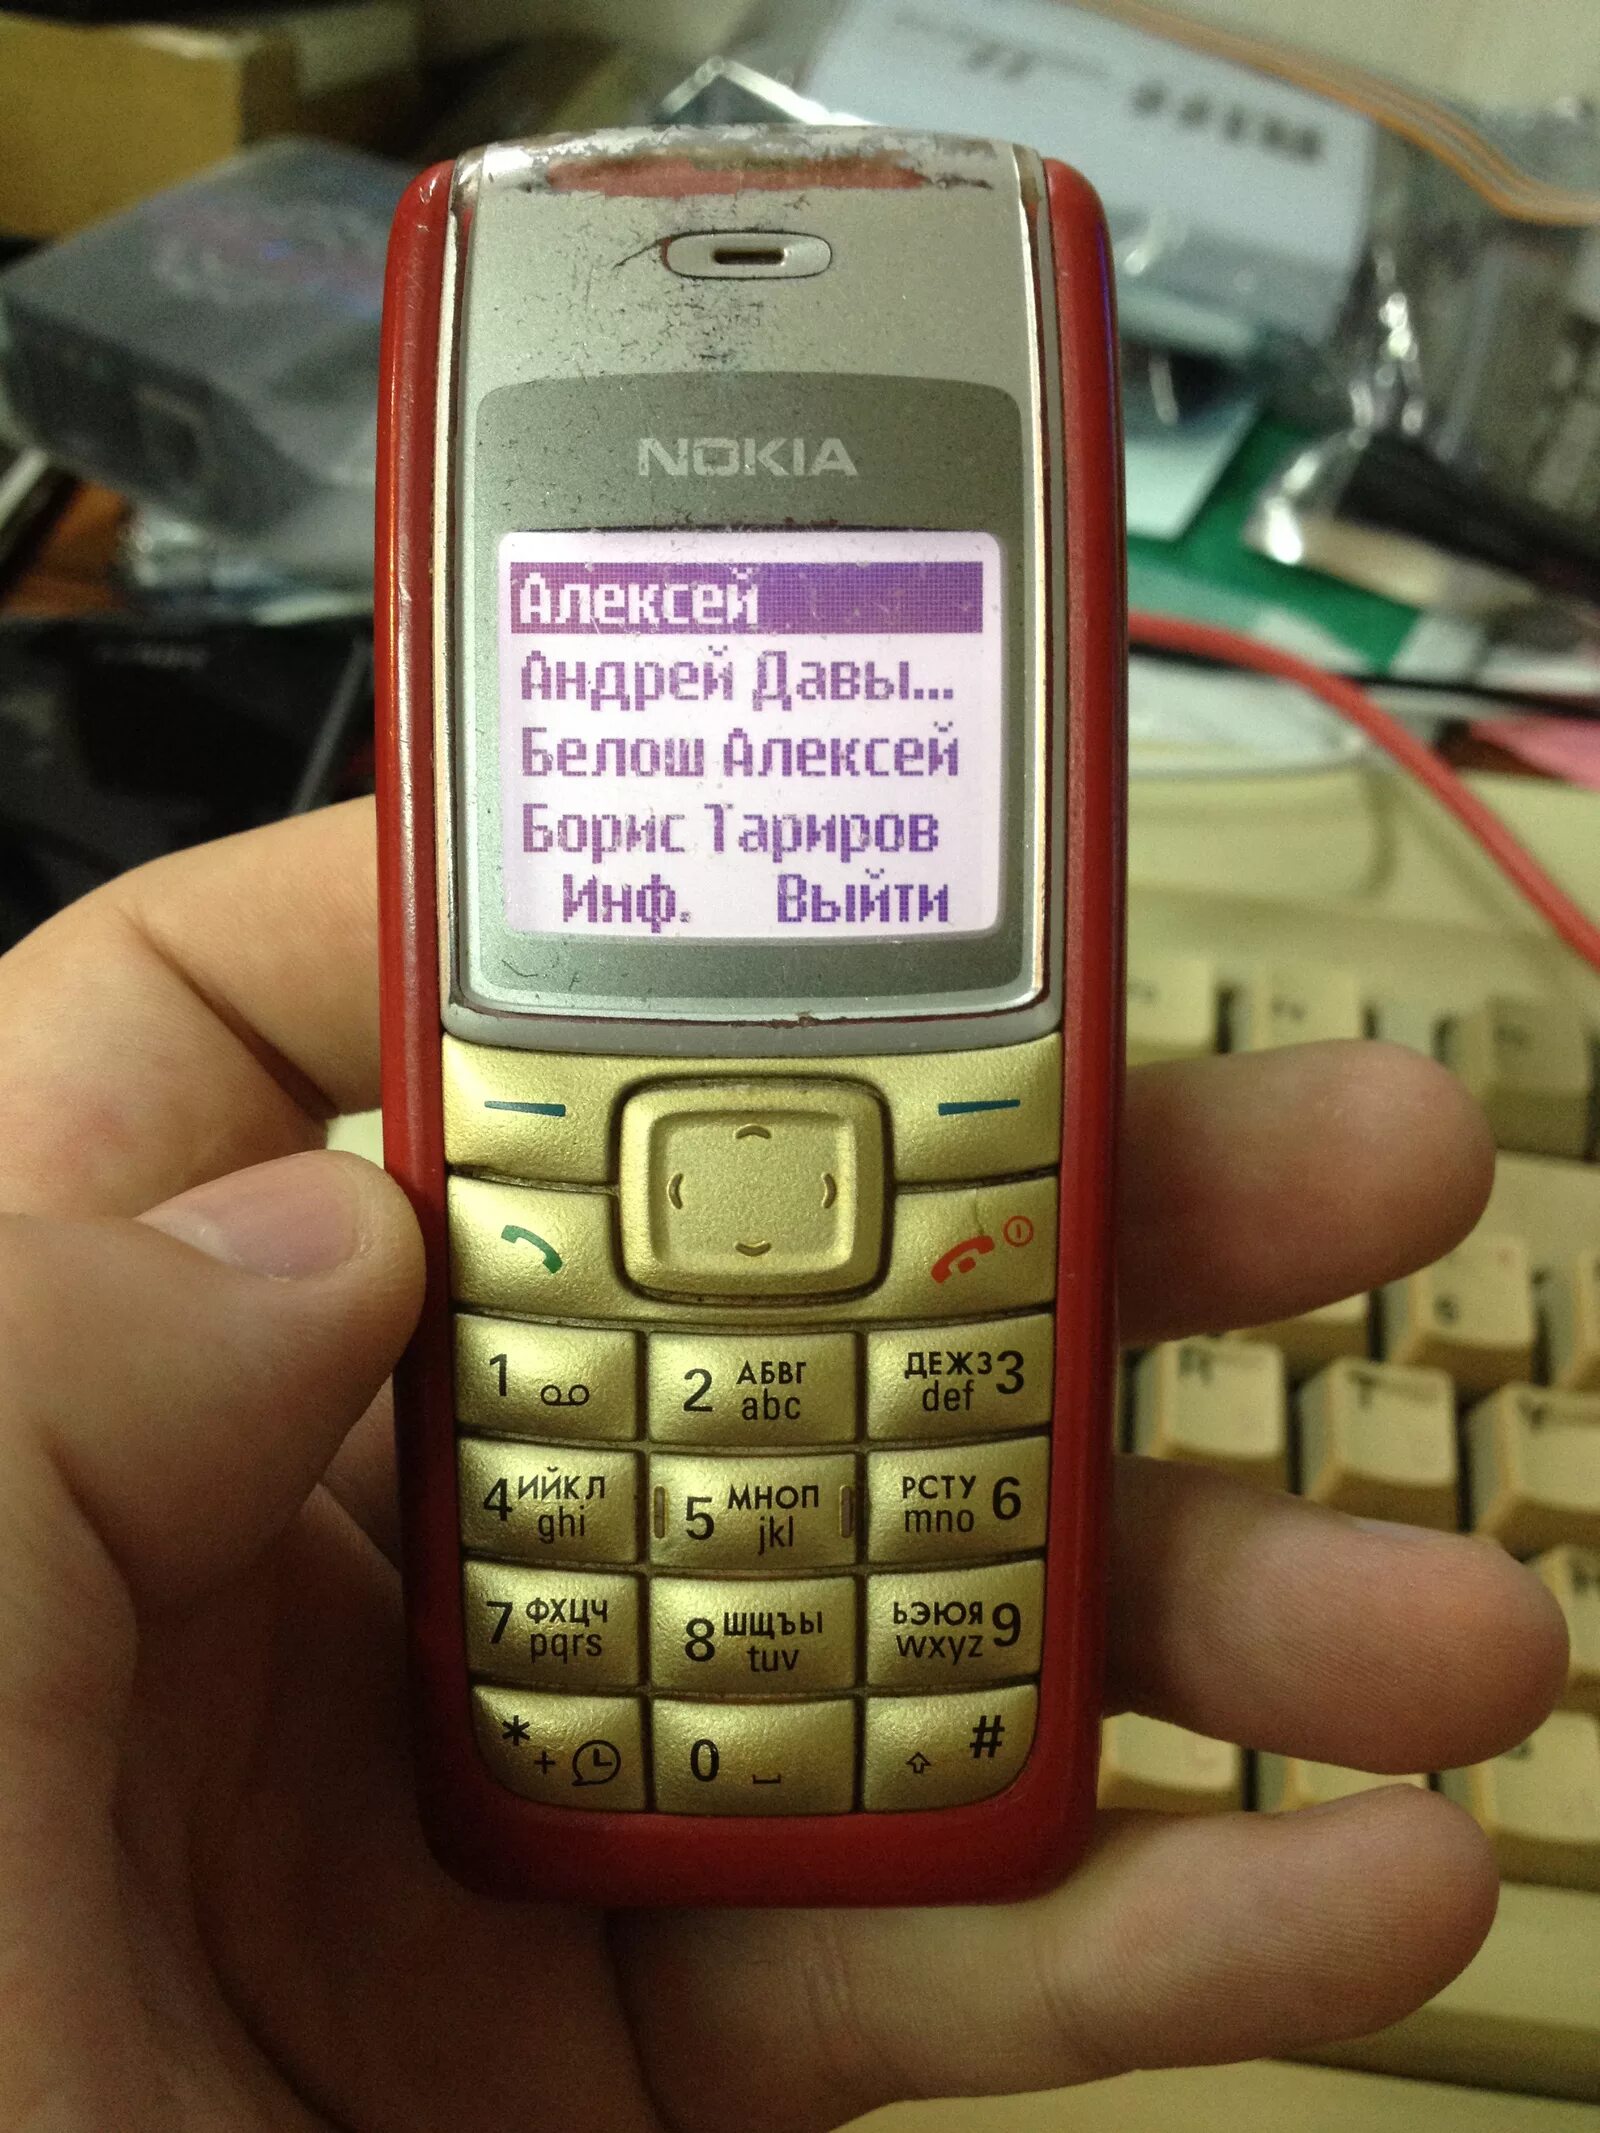 NOKIA
Алексей
Андрей Давы...
Белош Алексей
Борис Тариров
Инф. Выйти
1
2 АБВГ abc
ДЕЖЗ def 3
4 ИЙКЛ ghi
5 МНОП jkl
РСТУ mno 6
7 ФХЦЧ pqrs
8 ШЩЪЫ tuv
ЬЭЮЯ wxyz 9
* +
0
#